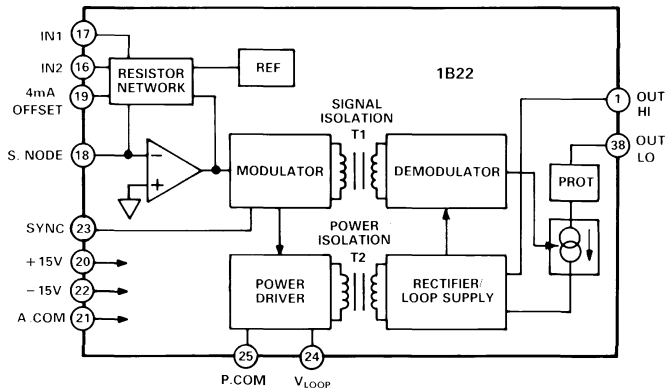 IN1
17
IN2
16
4mA
OFFSET
19
RESISTOR
NETWORK
REF
1B22
1
OUT
HI
SIGNAL
ISOLATION
T1
38
OUT
LO
S. NODE
18
−
+
MODULATOR
DEMODULATOR
PROT
SYNC
23
POWER
ISOLATION
T2
+15V
20
−15V
22
A.COM
21
POWER
DRIVER
RECTIFIER/
LOOP SUPPLY
25
24
P.COM
VLOOP